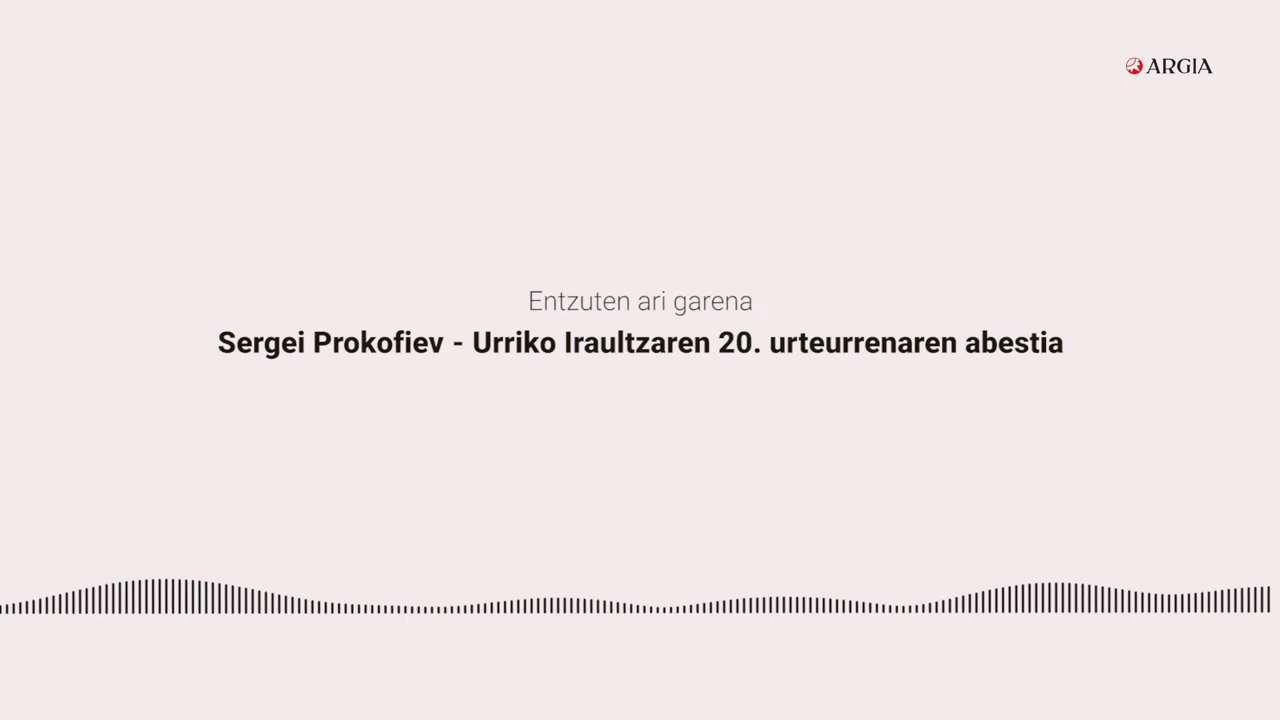 ARGIA
Entzuten ari garena
Sergei Prokofiev - Urriko Iraultzaren 20. urteurrenaren abestia